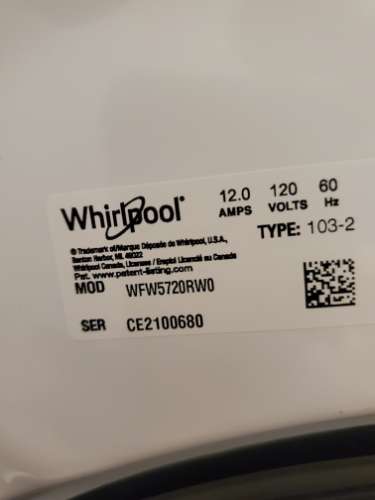 Whirlpool®
12.0 120 60
AMPS VOLTS Hz
TYPE: 103-2
® Trademark of/Marque Déposée de Whirlpool, U.S.A.,
Benton Harbor, MI. 49022
Whirlpool Canada, Licensee / Emploi Licencié au Canada
Pat. www.patent-listing.com
MOD WFW5720RW0
SER CE2100680